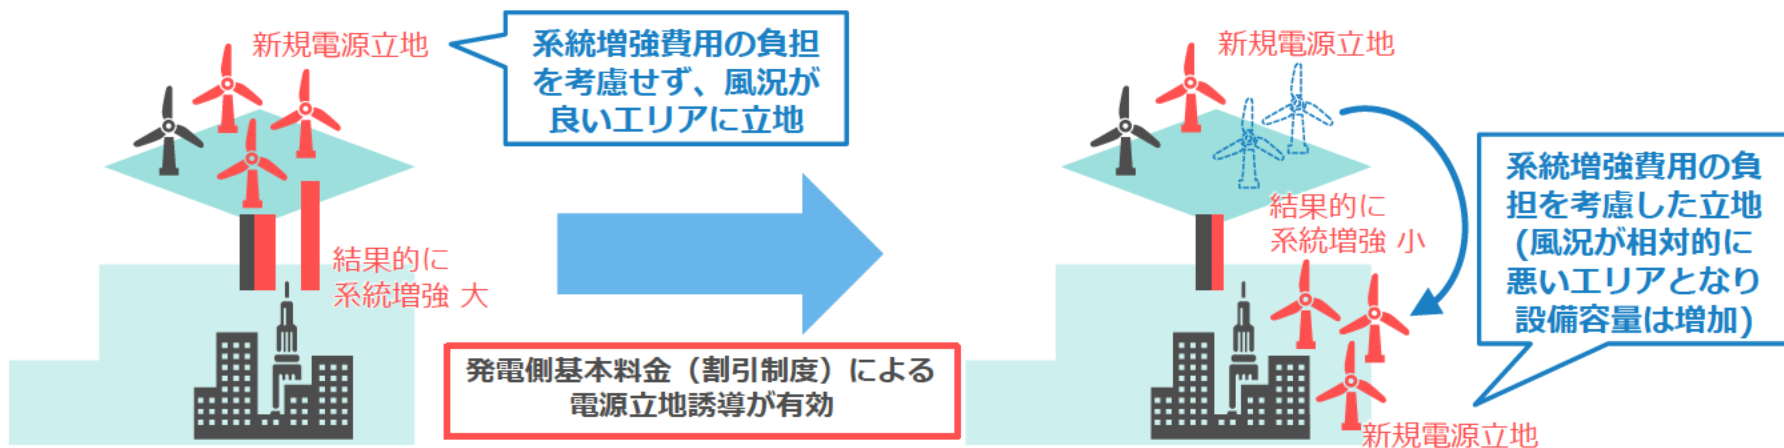 新規電源立地
系統増強費用の負担
を考慮せず、風況が
良いエリアに立地
結果的に
系統増強 大
発電側基本料金（割引制度）による
電源立地誘導が有効
新規電源立地
結果的に
系統増強 小
系統増強費用の負
担を考慮した立地
(風況が相対的に
悪いエリアとなり
設備容量は増加)
新規電源立地